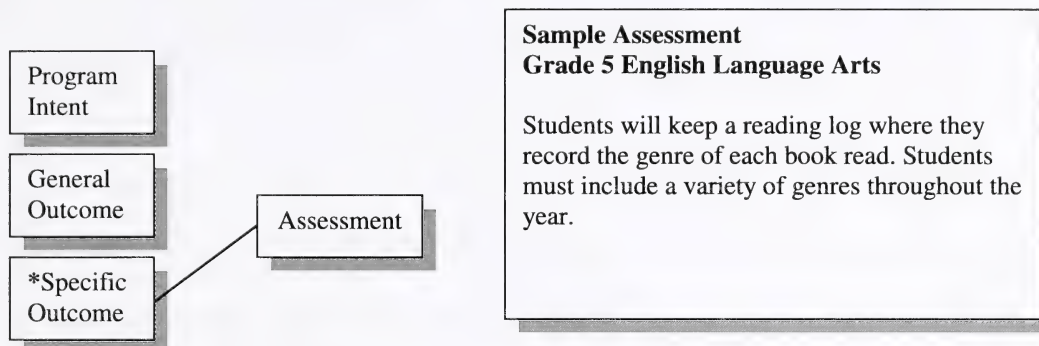 Program
Intent
General
Outcome
*Specific
Outcome
Assessment
Sample Assessment
Grade 5 English Language Arts
Students will keep a reading log where they
record the genre of each book read. Students
must include a variety of genres throughout the
year.